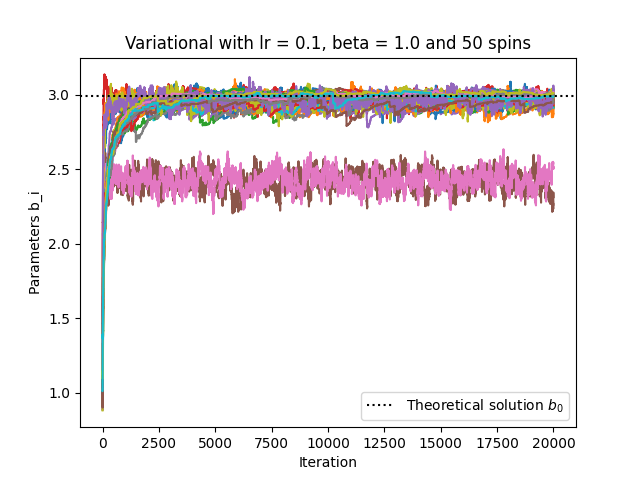 Variational with lr = 0.1, beta = 1.0 and 50 spins
Parameters b_i
3.0
2.5
2.0
1.5
1.0
Theoretical solution b₀
0 2500 5000 7500 10000 12500 15000 17500 20000
Iteration